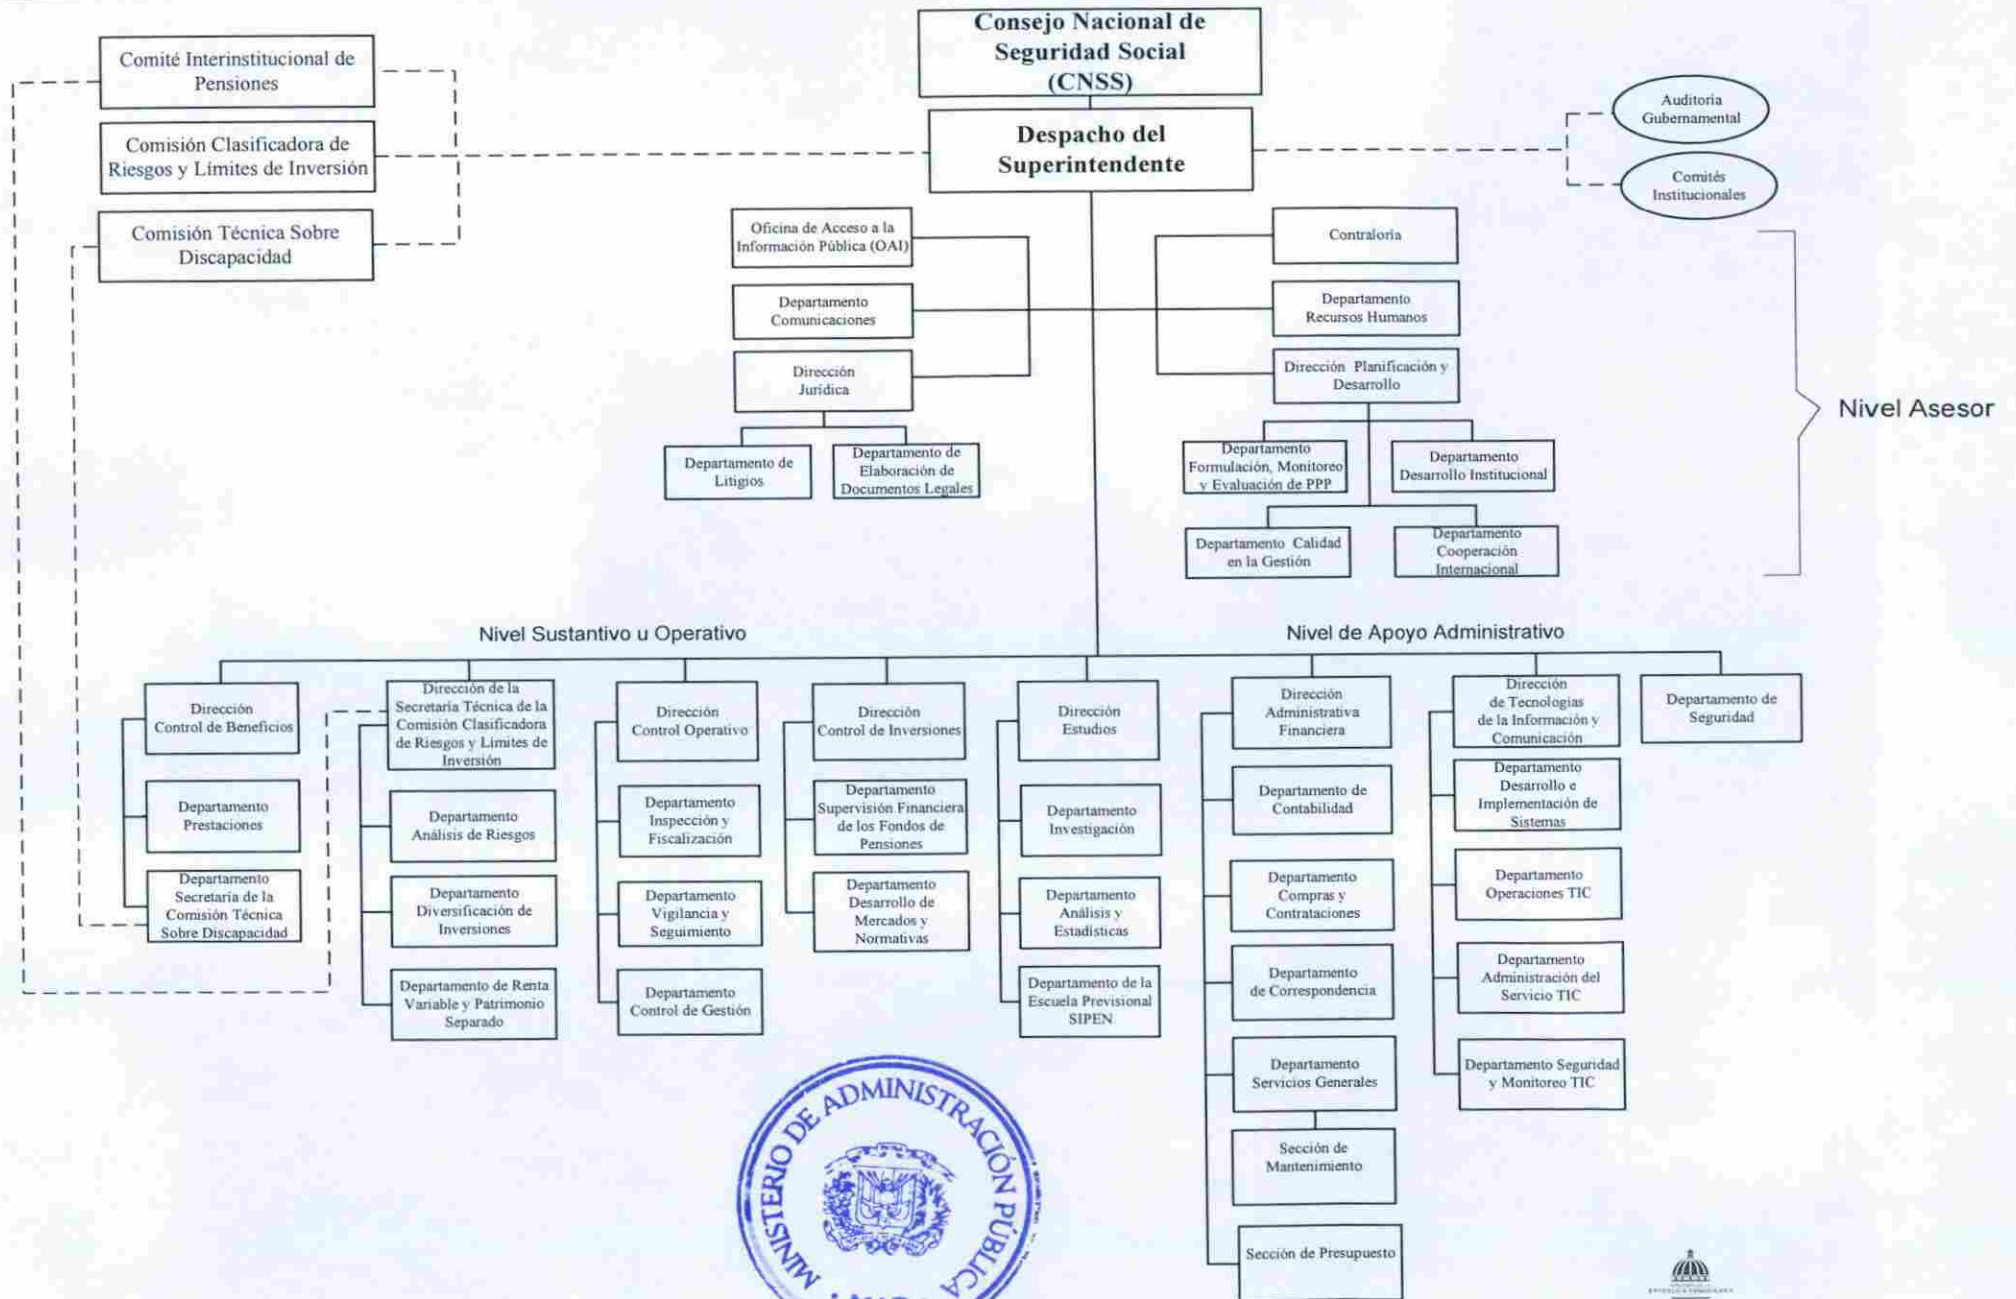 Consejo Nacional de
Seguridad Social
(CNSS)
Despacho del
Superintendente
Comité Interinstitucional de
Pensiones
Comisión Clasificadora de
Riesgos y Límites de Inversión
Comisión Técnica Sobre
Discapacidad
Auditoria
Gubernamental
Comités
Institucionales
Oficina de Acceso a la
Información Pública (OAI)
Departamento
Comunicaciones
Dirección
Jurídica
Departamento de
Litigios
Departamento de
Elaboración de
Documentos Legales
Contraloría
Departamento
Recursos Humanos
Dirección Planificación y
Desarrollo
Departamento
Formulación, Monitoreo
y Evaluación de PPP
Departamento
Desarrollo Institucional
Departamento Calidad
en la Gestión
Departamento
Cooperación
Internacional
Nivel Asesor
Nivel Sustantivo u Operativo
Nivel de Apoyo Administrativo
Dirección
Control de Beneficios
Departamento
Prestaciones
Departamento
Secretaría de la
Comisión Técnica
Sobre Discapacidad
Dirección de la
Secretaría Técnica de la
Comisión Clasificadora
de Riesgos y Límites de
Inversión
Departamento
Análisis de Riesgos
Departamento
Diversificación de
Inversiones
Departamento de Renta
Variable y Patrimonio
Separado
Dirección
Control Operativo
Departamento
Inspección y
Fiscalización
Departamento
Vigilancia y
Seguimiento
Departamento
Control de Gestión
Dirección
Control de Inversiones
Departamento
Supervisión Financiera
de los Fondos de
Pensiones
Departamento
Desarrollo de
Mercados y
Normativas
Dirección
Estudios
Departamento
Investigación
Departamento
Análisis y
Estadísticas
Departamento de la
Escuela Previsional
SIPEN
Dirección
Administrativa
Financiera
Departamento de
Contabilidad
Departamento
Compras y
Contrataciones
Departamento
de Correspondencia
Departamento
Servicios Generales
Sección de
Mantenimiento
Sección de Presupuesto
Dirección
de Tecnologías
de la Información y
Comunicación
Departamento
Desarrollo e
Implementación de
Sistemas
Departamento
Operaciones TIC
Departamento
Administración del
Servicio TIC
Departamento Seguridad
y Monitoreo TIC
Departamento de
Seguridad
MINISTERIO DE ADMINISTRACIÓN PÚBLICA
REPÚBLICA DOMINICANA